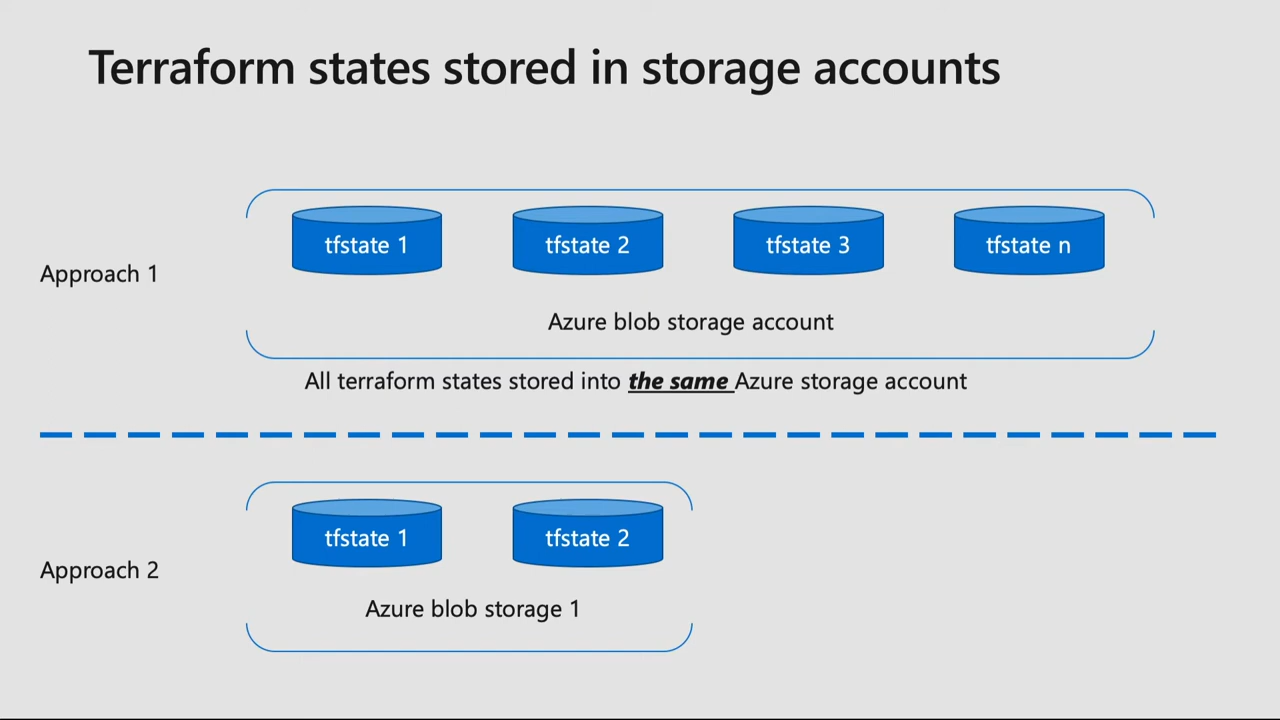 Terraform states stored in storage accounts
Approach 1
tfstate 1
tfstate 2
tfstate 3
tfstate n
Azure blob storage account
All terraform states stored into the same Azure storage account
Approach 2
tfstate 1
tfstate 2
Azure blob storage 1